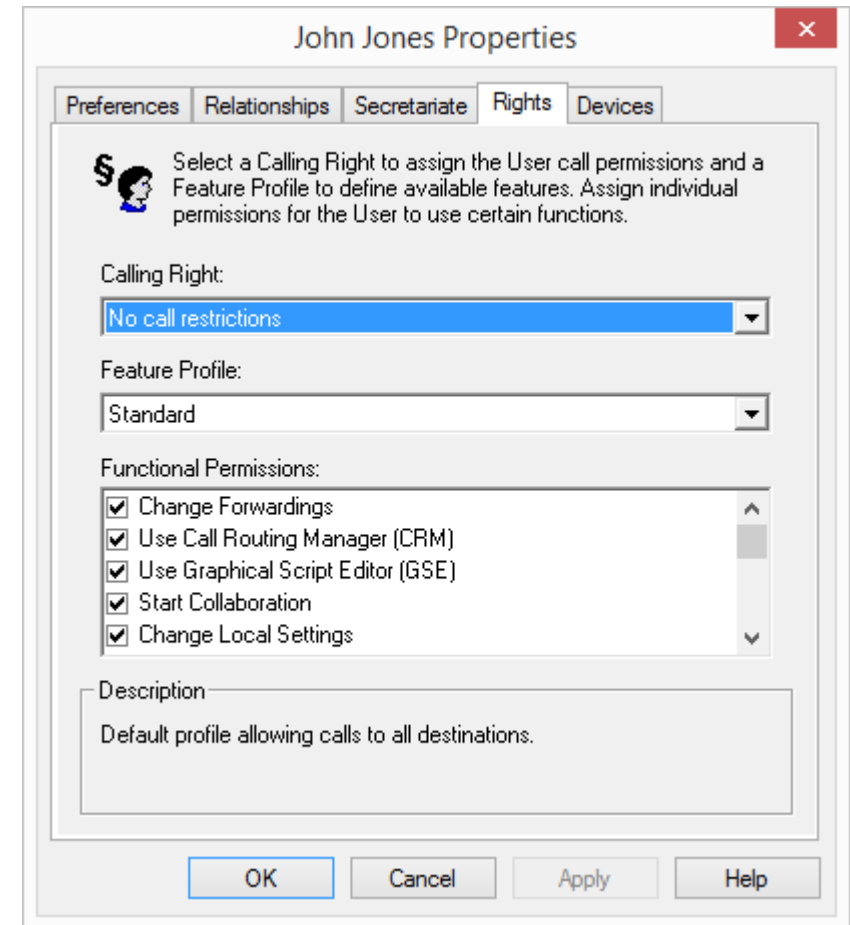 John Jones Properties
Preferences Relationships Secretariate Rights Devices
§ Select a Calling Right to assign the User call permissions and a
Feature Profile to define available features. Assign individual
permissions for the User to use certain functions.
Calling Right:
No call restrictions
Feature Profile:
Standard
Functional Permissions:
Change Forwardings
Use Call Routing Manager (CRM)
Use Graphical Script Editor (GSE)
Start Collaboration
Change Local Settings
Description
Default profile allowing calls to all destinations.
OK Cancel Apply Help